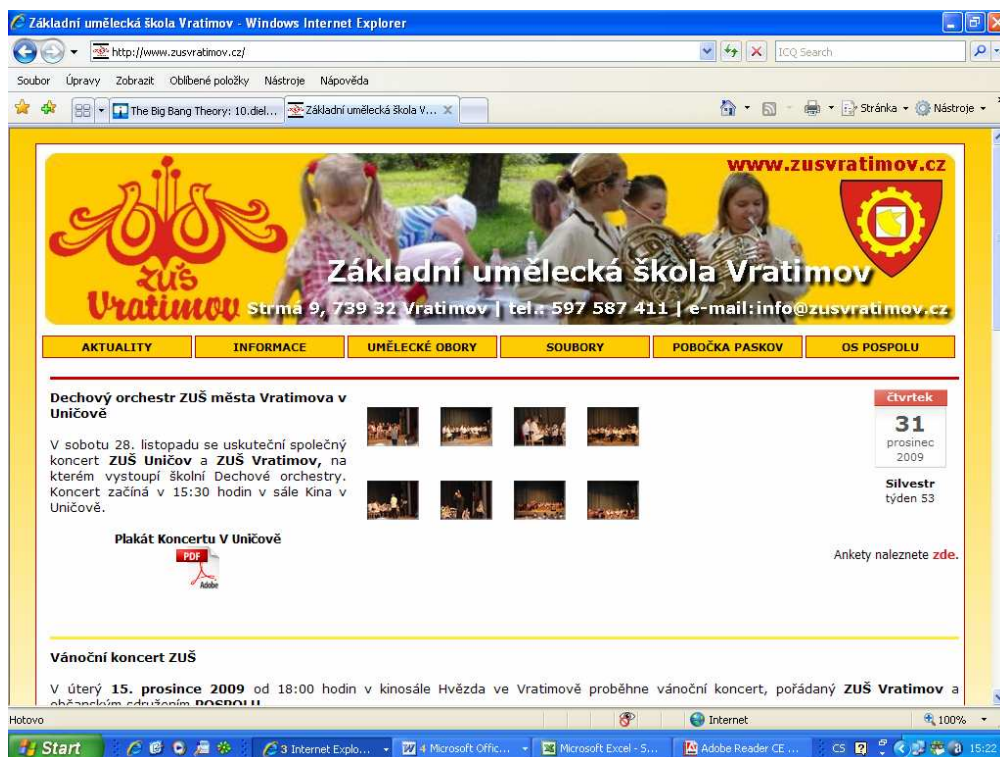 Základní umělecká škola Vratimov - Windows Internet Explorer
http://www.zusvratimov.cz/
ICQ Search
Soubor Úpravy Zobrazit Oblíbené položky Nástroje Nápověda
The Big Bang Theory: 10.diel... Základní umělecká škola V... Stránka Nástroje
www.zusvratimov.cz
ZUŠ
Vratimov
Základní umělecká škola Vratimov
Strmá 9, 739 32 Vratimov | tel.: 597 587 411 | e-mail:info@zusvratimov.cz
AKTUALITY INFORMACE UMĚLECKÉ OBORY SOUBORY POBOČKA PASKOV OS POSPOLU
Dechový orchestr ZUŠ města Vratimova v
Uničově
V sobotu 28. listopadu se uskuteční společný
koncert ZUŠ Uničov a ZUŠ Vratimov, na
kterém vystoupí školní Dechové orchestry.
Koncert začíná v 15:30 hodin v sále Kina v
Uničově.
Plakát Koncertu V Uničově
PDF
Adobe
čtvrtek
31
prosinec
2009
Silvestr
týden 53
Ankety naleznete zde.
Vánoční koncert ZUŠ
V úterý 15. prosince 2009 od 18:00 hodin v kinosále Hvězda ve Vratimově proběhne vánoční koncert, pořádaný ZUŠ Vratimov a
občanským sdružením POSPOLU
Hotovo Internet 100%
Start 3 Internet Explo... 4 Microsoft Offic... Microsoft Excel - S... Adobe Reader CE ... CS 15:22